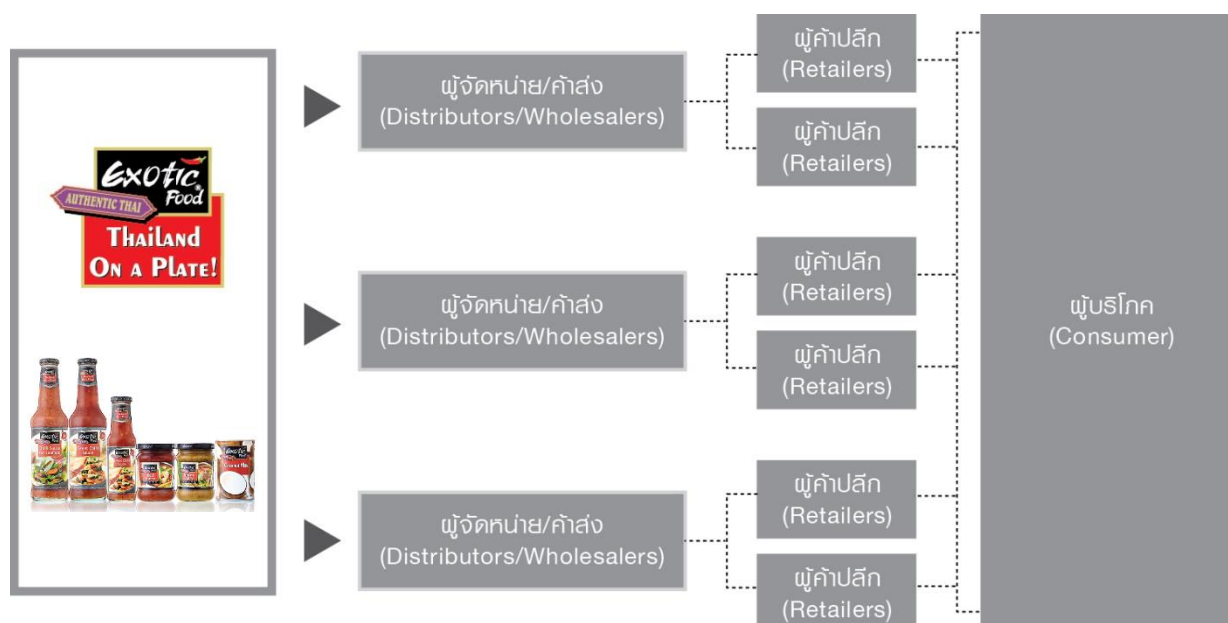 Exotic
Food
AUTHENTIC THAI
THAILAND
ON A PLATE!
ผู้จัดหน่าย/ค้าส่ง
(Distributors/Wholesalers)
ผู้ค้าปลีก
(Retailers)
ผู้ค้าปลีก
(Retailers)
ผู้จัดหน่าย/ค้าส่ง
(Distributors/Wholesalers)
ผู้ค้าปลีก
(Retailers)
ผู้ค้าปลีก
(Retailers)
ผู้จัดหน่าย/ค้าส่ง
(Distributors/Wholesalers)
ผู้ค้าปลีก
(Retailers)
ผู้ค้าปลีก
(Retailers)
ผู้บริโภค
(Consumer)